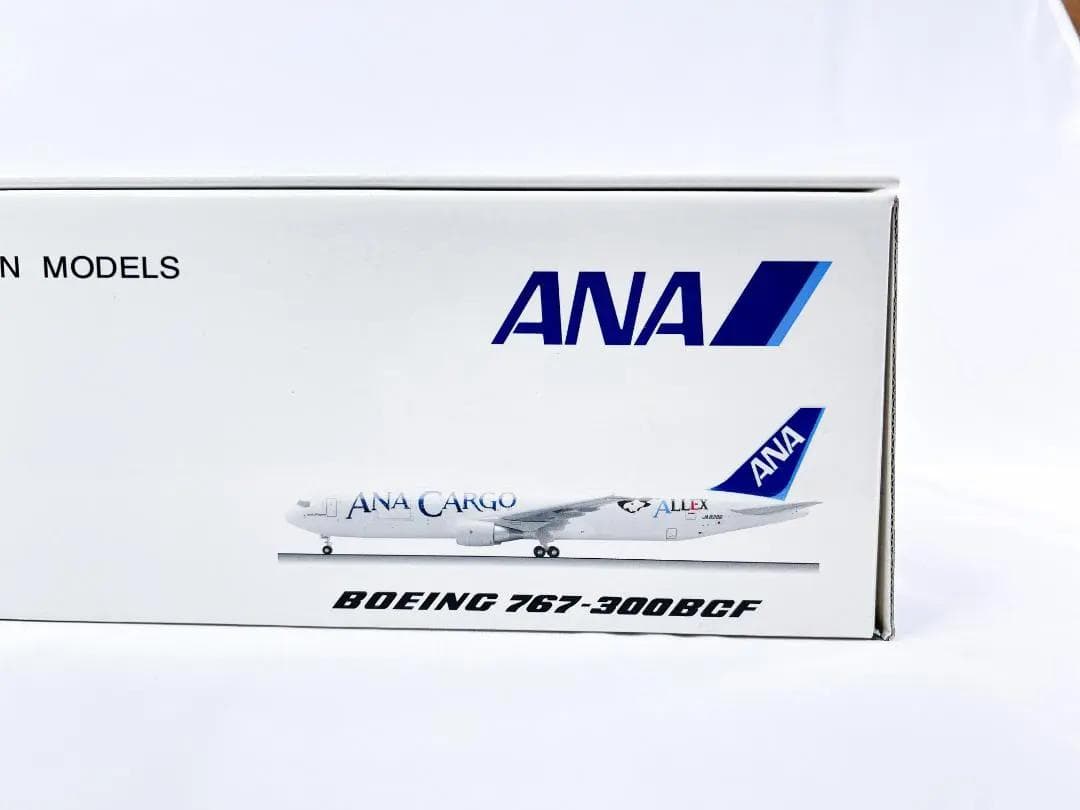 N MODELS
ANA
ANA
ANA CARGO
ALLEX
BOEING 767-300BCF